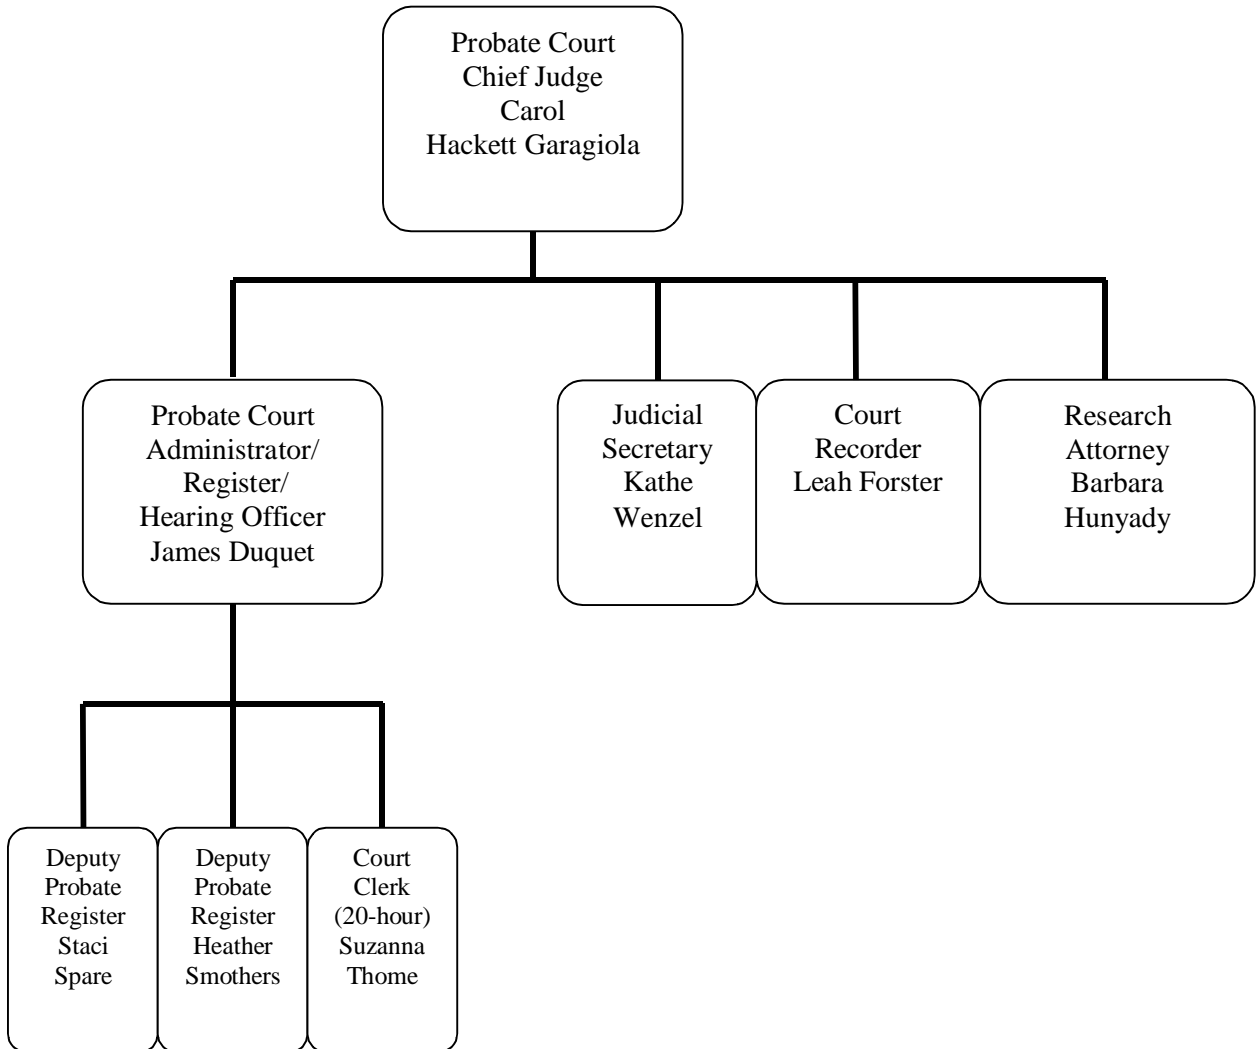 Probate Court
Chief Judge
Carol
Hackett Garagiola
Probate Court
Administrator/
Register/
Hearing Officer
James Duquet
Judicial
Secretary
Kathe
Wenzel
Court
Recorder
Leah Forster
Research
Attorney
Barbara
Hunyady
Deputy
Probate
Register
Staci
Spare
Deputy
Probate
Register
Heather
Smothers
Court
Clerk
(20-hour)
Suzanna
Thome